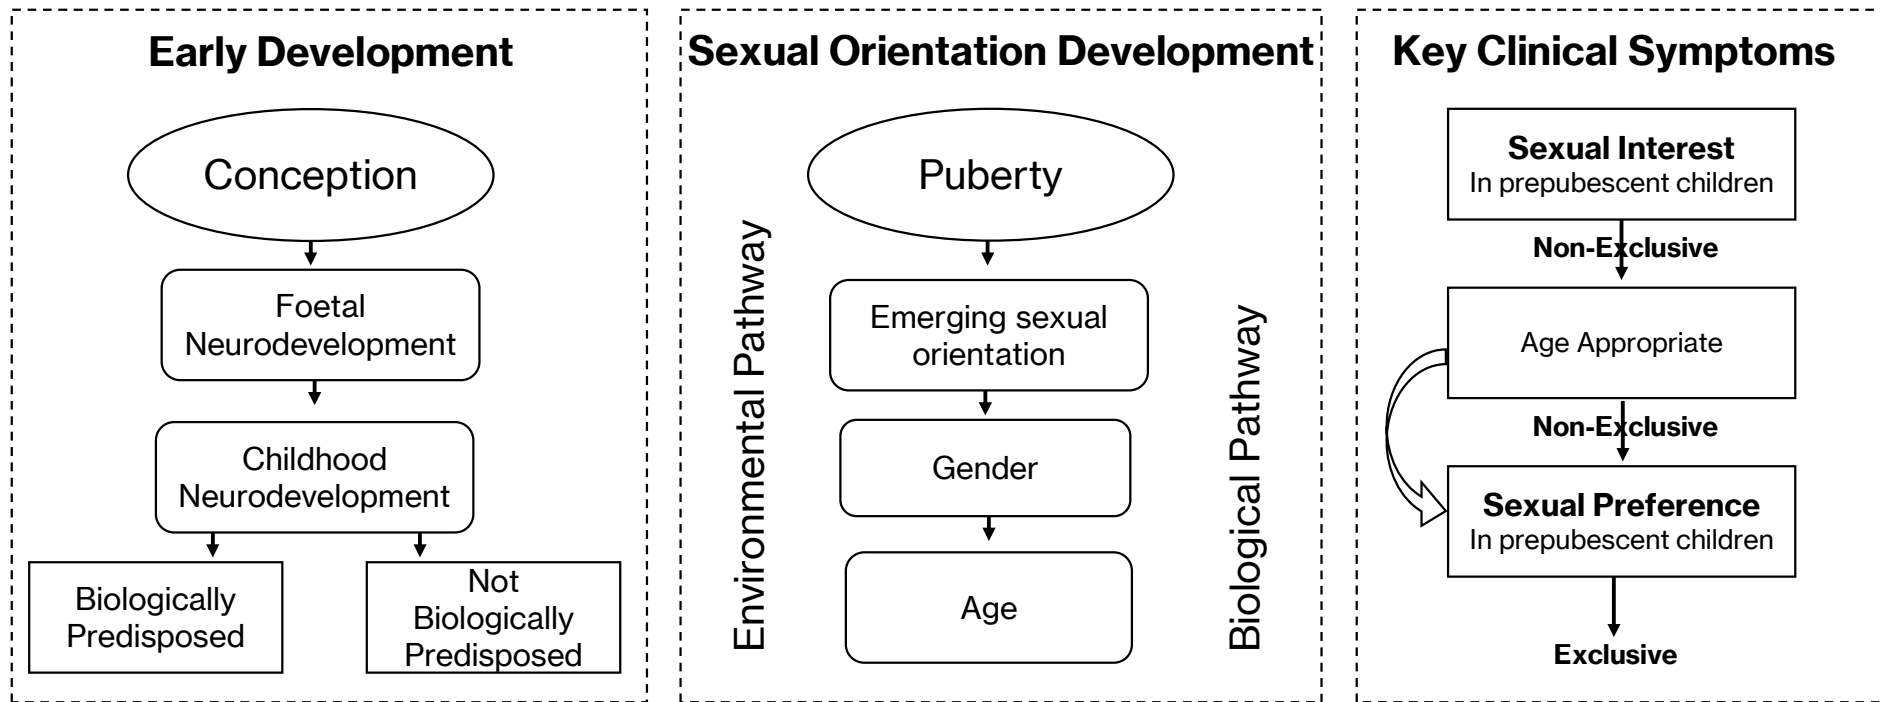 Early Development
Conception
Foetal
Neurodevelopment
Childhood
Neurodevelopment
Biologically
Predisposed
Not
Biologically
Predisposed
Sexual Orientation Development
Puberty
Environmental Pathway
Emerging sexual
orientation
Gender
Age
Biological Pathway
Key Clinical Symptoms
Sexual Interest
In prepubescent children
Non-Exclusive
Age Appropriate
Non-Exclusive
Sexual Preference
In prepubescent children
Exclusive